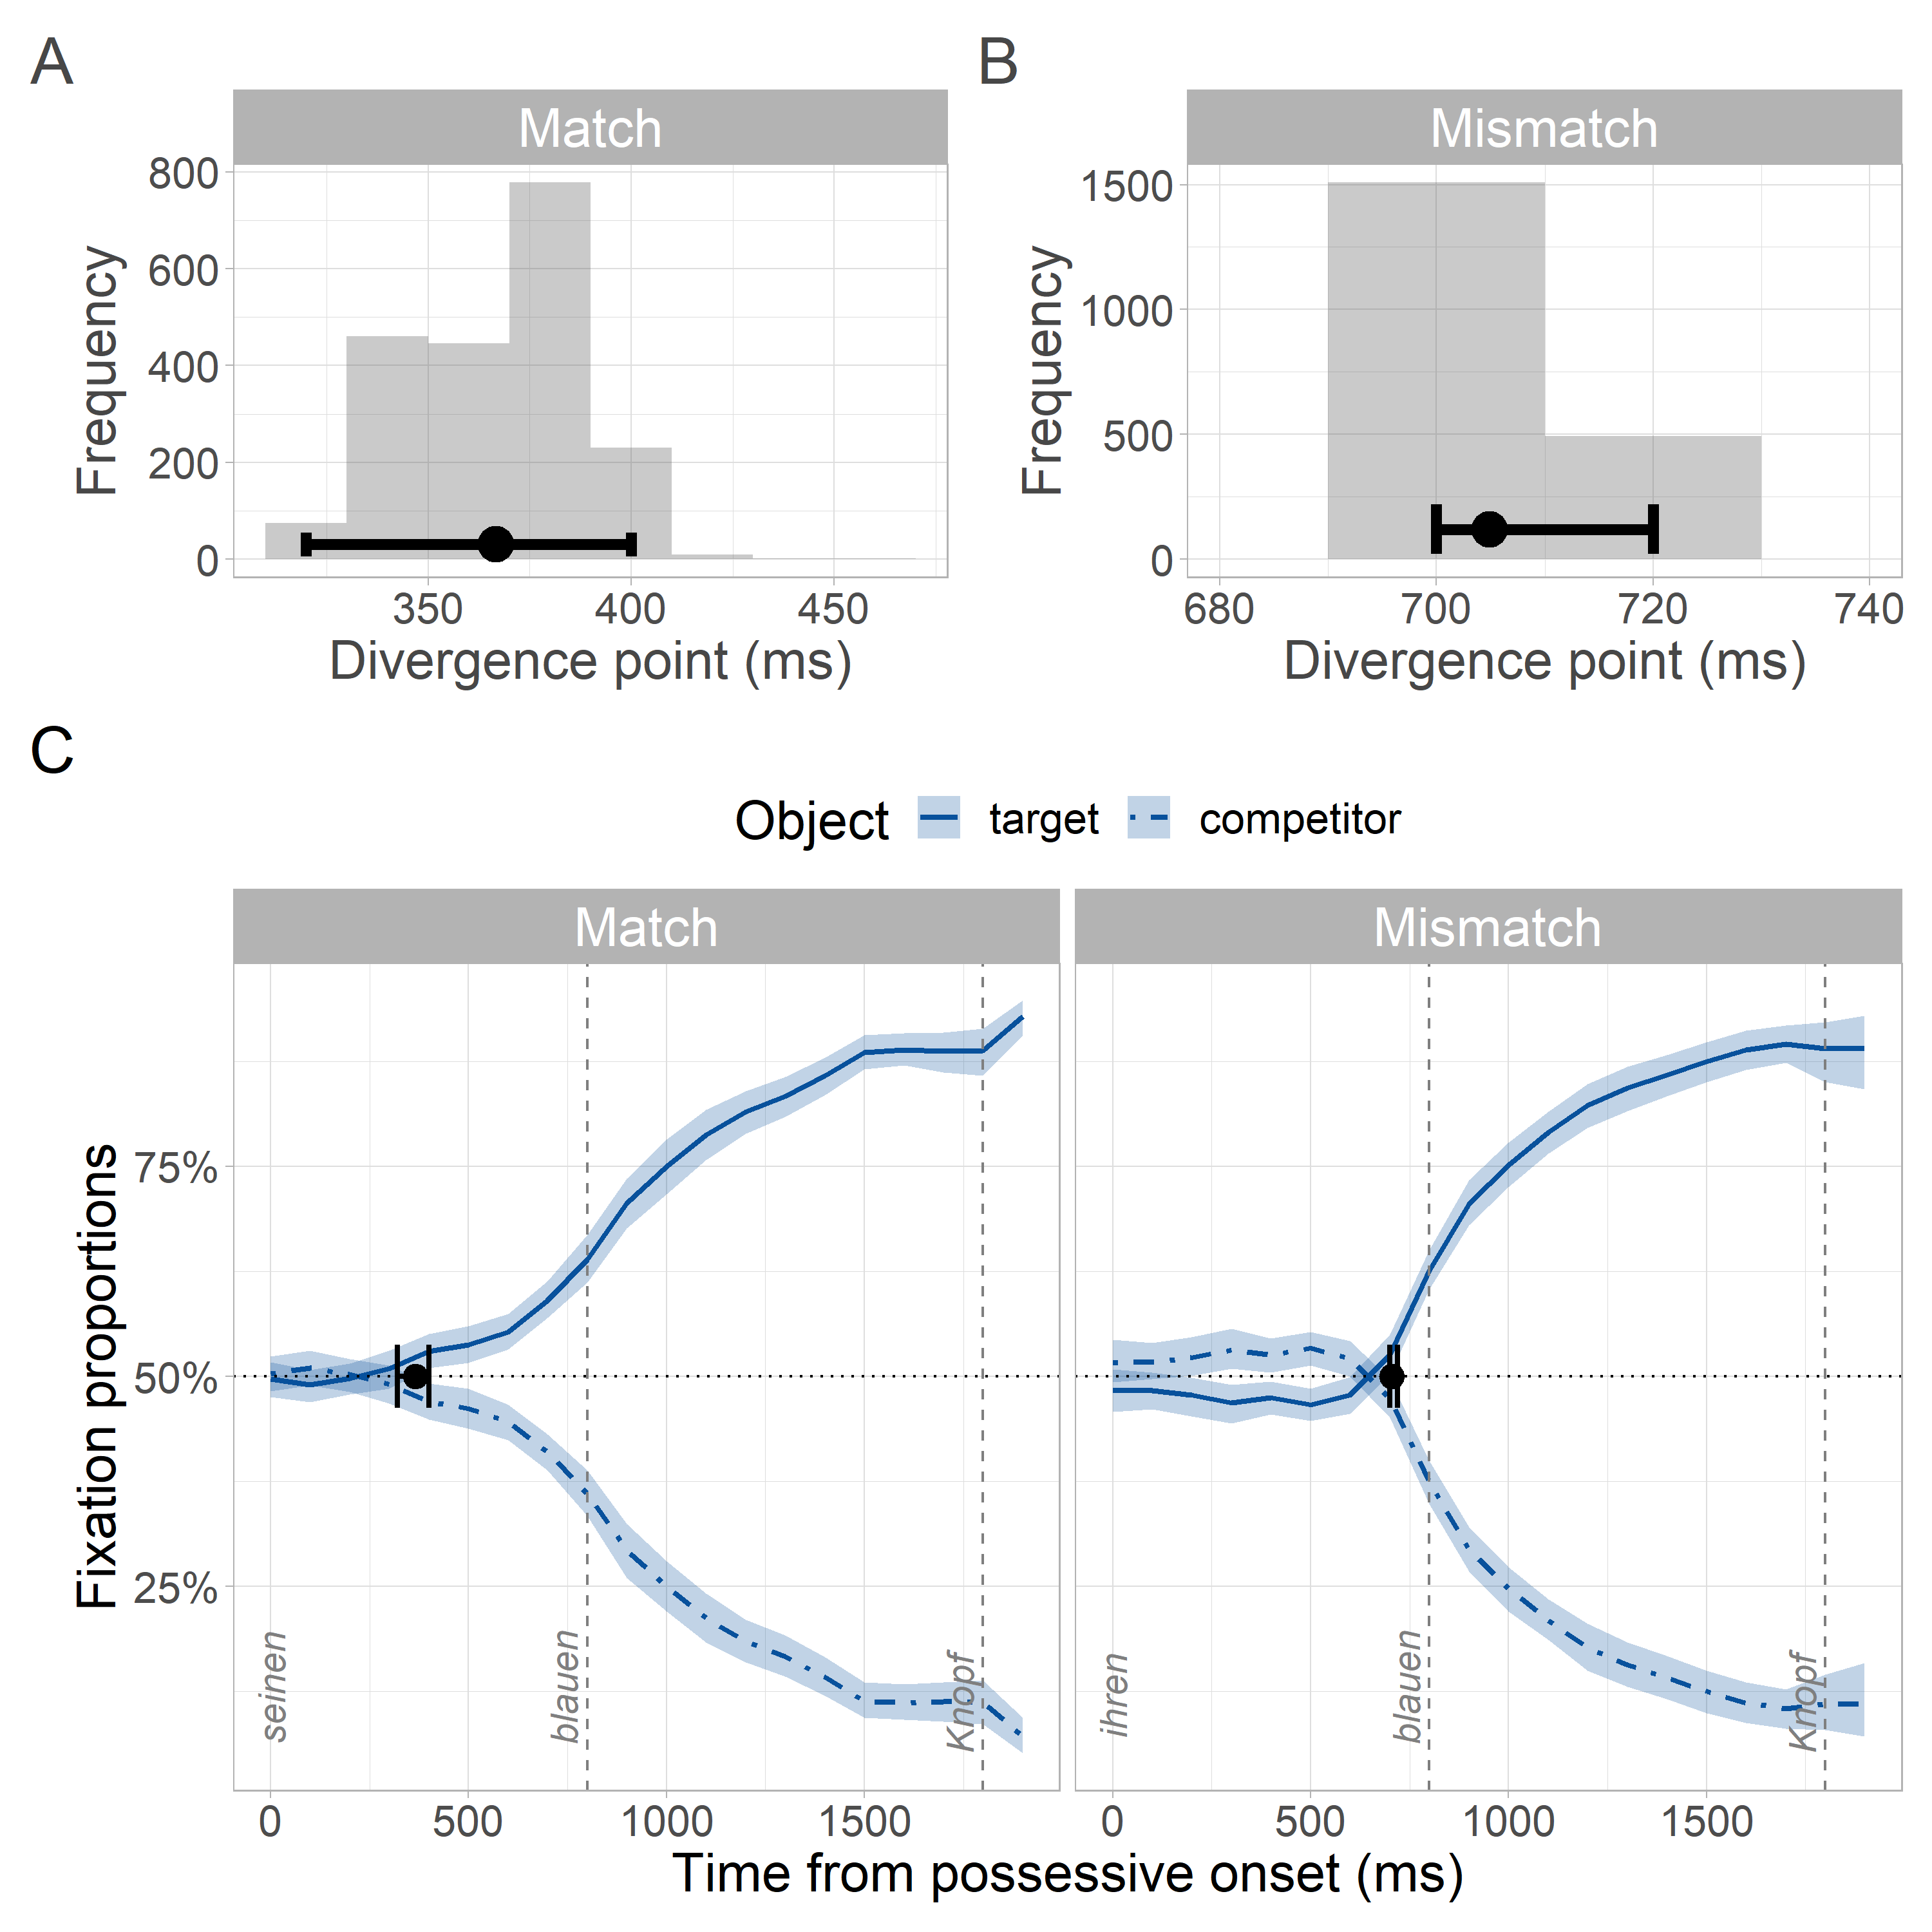 A
Match
800
600
400
200
0
Frequency
350 400 450
Divergence point (ms)
B
Mismatch
1500
1000
500
0
Frequency
680 700 720 740
Divergence point (ms)
C
Object target competitor
Match Mismatch
75%
50%
25%
Fixation proportions
seinen blauen Knopf
ihren blauen Knopf
0 500 1000 1500
0 500 1000 1500
Time from possessive onset (ms)